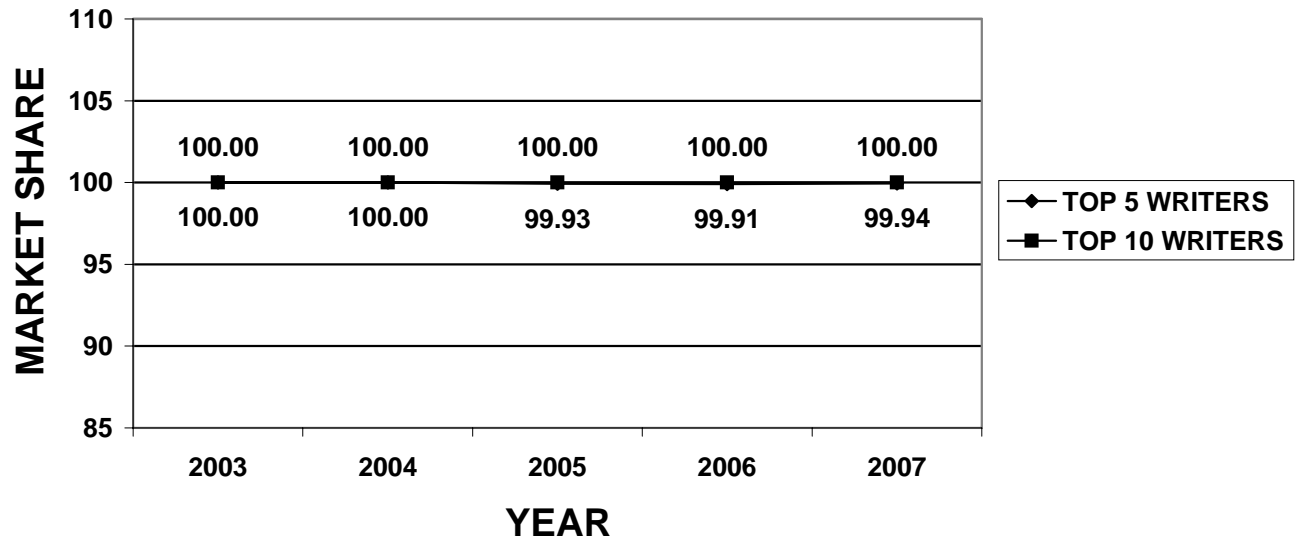 110
105
100
95
90
85
MARKET SHARE
100.00 100.00 100.00 100.00 100.00
100.00 100.00 99.93 99.91 99.94
2003 2004 2005 2006 2007
YEAR
TOP 5 WRITERS
TOP 10 WRITERS